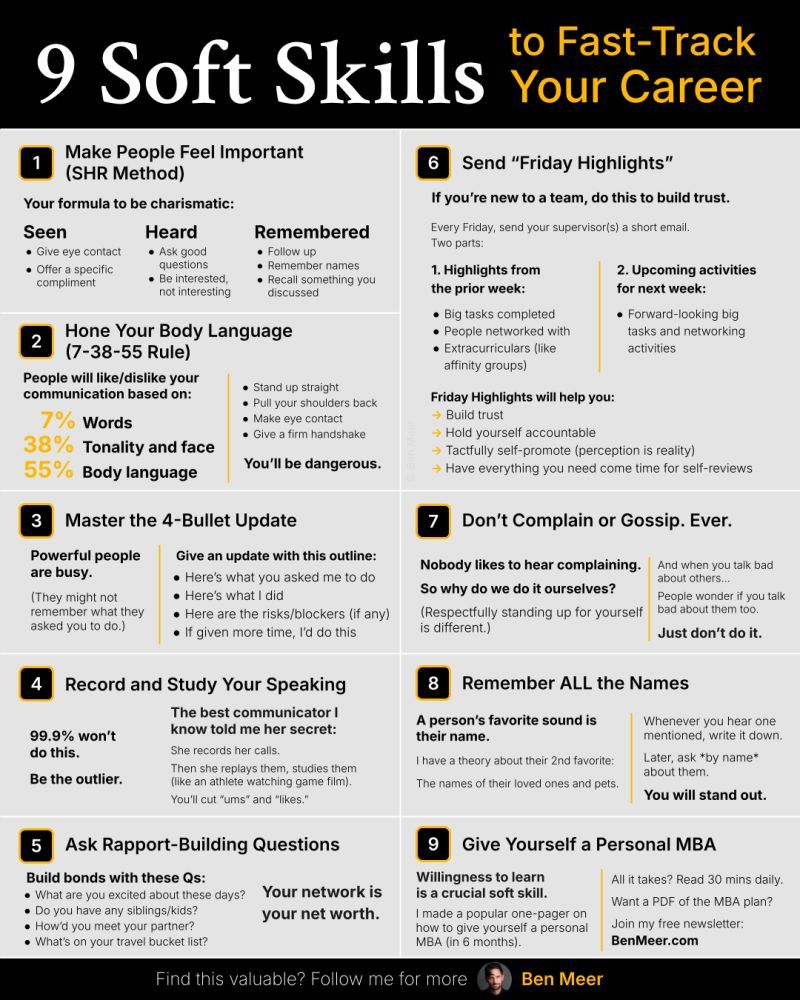 9 Soft Skills
to Fast-Track
Your Career
1
Make People Feel Important
(SHR Method)
Your formula to be charismatic:
Seen
• Give eye contact
• Offer a specific
compliment
Heard
• Ask good
questions
• Be interested,
not interesting
Remembered
• Follow up
• Remember names
• Recall something you
discussed
2
Hone Your Body Language
(7-38-55 Rule)
People will like/dislike your
communication based on:
7% Words
38% Tonality and face
55% Body language
• Stand up straight
• Pull your shoulders back
• Make eye contact
• Give a firm handshake
You’ll be dangerous.
3
Master the 4-Bullet Update
Powerful people
are busy.
(They might not
remember what they
asked you to do.)
Give an update with this outline:
• Here’s what you asked me to do
• Here’s what I did
• Here are the risks/blockers (if any)
• If given more time, I’d do this
4
Record and Study Your Speaking
99.9% won’t
do this.
Be the outlier.
The best communicator I
know told me her secret:
She records her calls.
Then she replays them, studies them
(like an athlete watching game film).
You’ll cut “ums” and “likes.”
5
Ask Rapport-Building Questions
Build bonds with these Qs:
• What are you excited about these days?
• Do you have any siblings/kids?
• How’d you meet your partner?
• What’s on your travel bucket list?
Your network is
your net worth.
6
Send “Friday Highlights”
If you’re new to a team, do this to build trust.
Every Friday, send your supervisor(s) a short email.
Two parts:
1. Highlights from
the prior week:
• Big tasks completed
• People networked with
• Extracurriculars (like
affinity groups)
2. Upcoming activities
for next week:
• Forward-looking big
tasks and networking
activities
Friday Highlights will help you:
→ Build trust
→ Hold yourself accountable
→ Tactfully self-promote (perception is reality)
→ Have everything you need come time for self-reviews
© Ben Meer
7
Don’t Complain or Gossip. Ever.
Nobody likes to hear complaining.
So why do we do it ourselves?
(Respectfully standing up for yourself
is different.)
And when you talk bad
about others...
People wonder if you talk
bad about them too.
Just don’t do it.
8
Remember ALL the Names
A person’s favorite sound is
their name.
I have a theory about their 2nd favorite:
The names of their loved ones and pets.
Whenever you hear one
mentioned, write it down.
Later, ask *by name*
about them.
You will stand out.
9
Give Yourself a Personal MBA
Willingness to learn
is a crucial soft skill.
I made a popular one-pager on
how to give yourself a personal
MBA (in 6 months).
All it takes? Read 30 mins daily.
Want a PDF of the MBA plan?
Join my free newsletter:
BenMeer.com
Find this valuable? Follow me for more Ben Meer